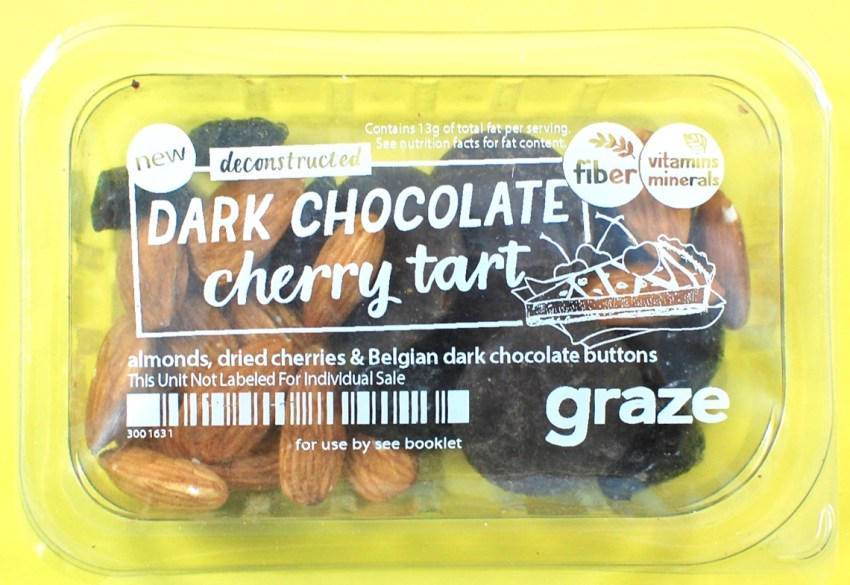 new
deconstructed
Contains 13g of total fat per serving.
See nutrition facts for fat content.
fiber
vitamins
minerals
DARK CHOCOLATE
cherry tart
almonds, dried cherries & Belgian dark chocolate buttons
This Unit Not Labeled For Individual Sale
3001631
for use by see booklet
graze